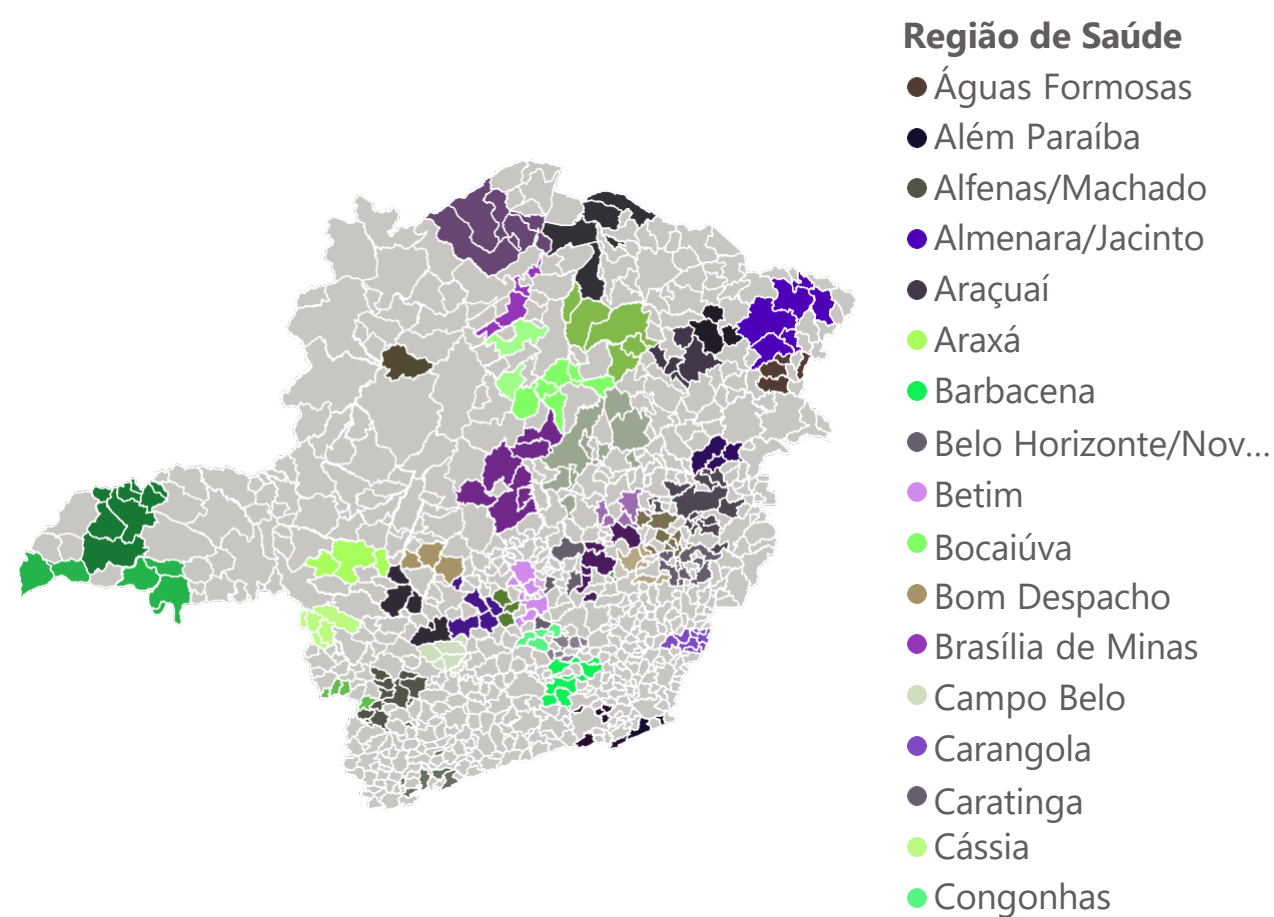 Região de Saúde
Águas Formosas
Além Paraíba
Alfenas/Machado
Almenara/Jacinto
Araçuaí
Araxá
Barbacena
Belo Horizonte/Nov...
Betim
Bocaiúva
Bom Despacho
Brasília de Minas
Campo Belo
Carangola
Caratinga
Cássia
Congonhas